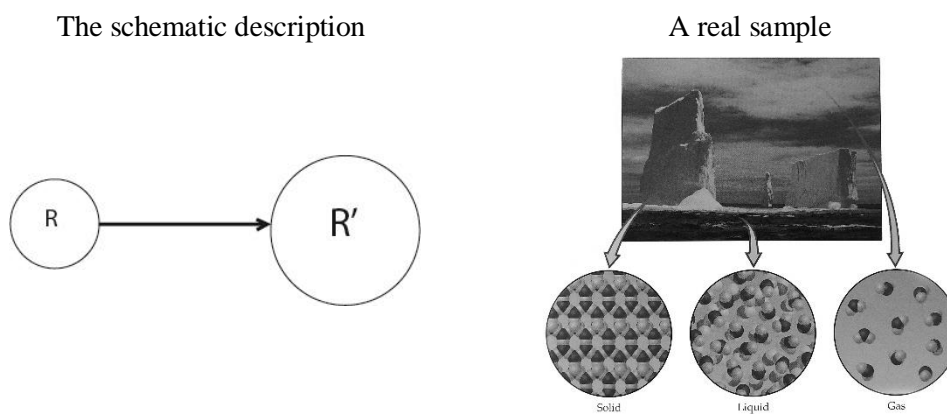 The schematic description
A real sample
R
R'
Solid
Liquid
Gas